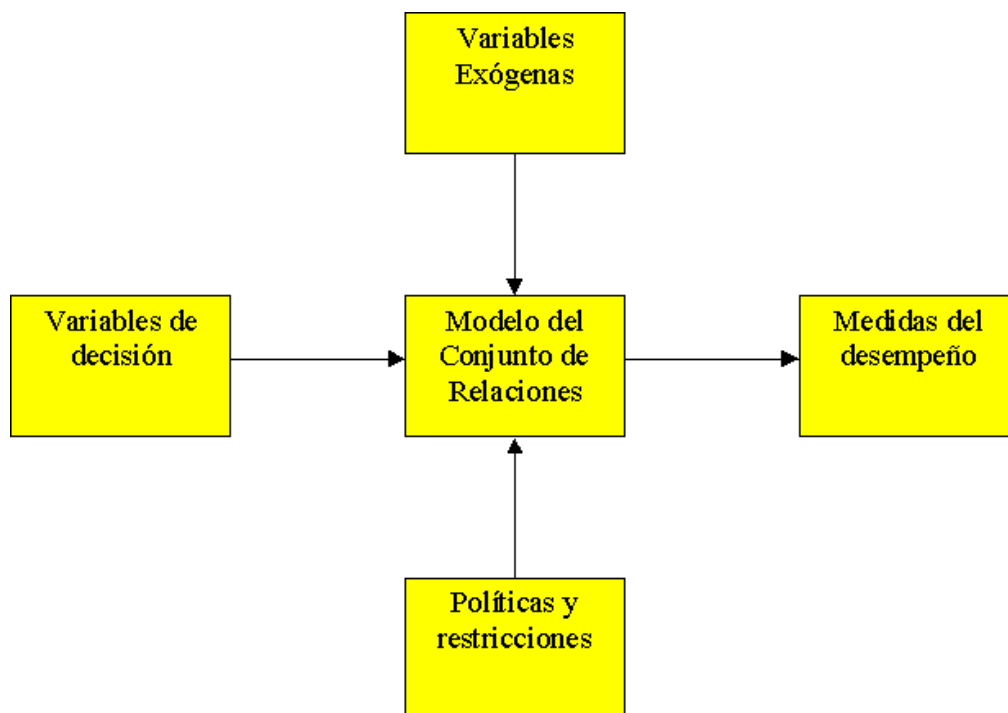 Variables
Exógenas
Variables de
decisión
Modelo del
Conjunto de
Relaciones
Medidas del
desempeño
Políticas y
restricciones